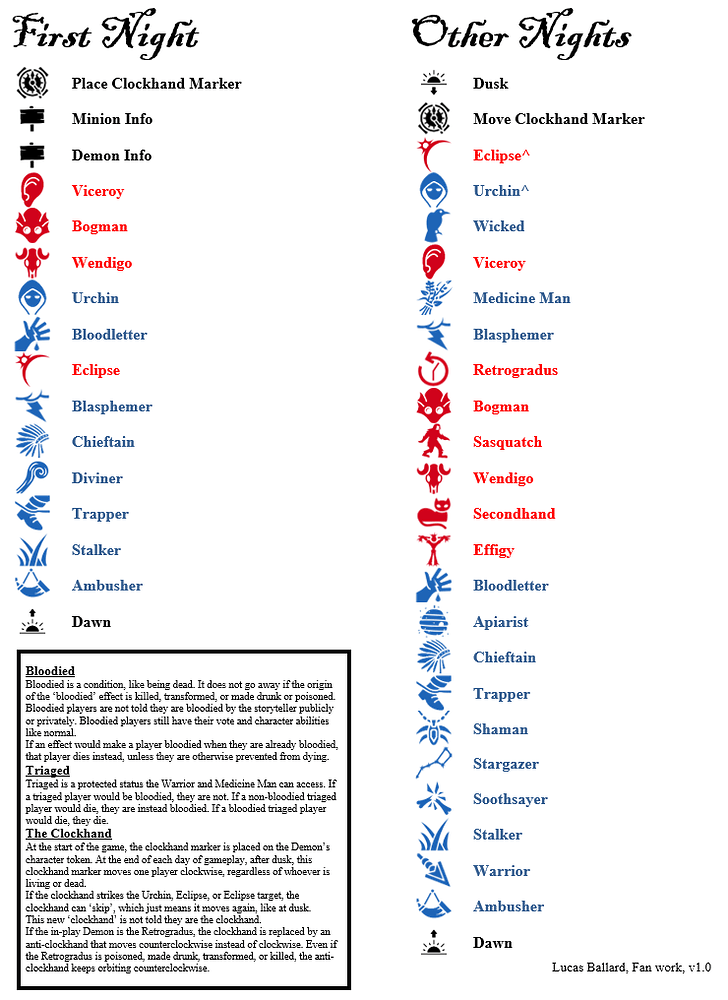 First Night
Place Clockhand Marker
Minion Info
Demon Info
Viceroy
Bogman
Wendigo
Urchin
Bloodletter
Eclipse
Blasphemer
Chieftain
Diviner
Trapper
Stalker
Ambusher
Dawn
Bloodied
Bloodied is a condition, like being dead. It does not go away if the origin
of the ‘bloodied’ effect is killed, transformed, or made drunk or poisoned.
Bloodied players are not told they are bloodied by the storyteller publicly
or privately. Bloodied players still have their vote and character abilities
like normal.
If an effect would make a player bloodied when they are already bloodied,
that player dies instead, unless they are otherwise prevented from dying.
Triaged
Triaged is a protected status the Warrior and Medicine Man can access. If
a triaged player would be bloodied, they are not. If a non-bloodied triaged
player would die, they are instead bloodied. If a bloodied triaged player
would die, they die.
The Clockhand
At the start of the game, the clockhand marker is placed on the Demon’s
character token. At the end of each day of gameplay, after dusk, this
clockhand marker moves one player clockwise, regardless of whoever is
living or dead.
If the clockhand strikes the Urchin, Eclipse, or Eclipse target, the
clockhand can ‘skip’, which just means it moves again, like at dusk.
This new ‘clockhand’ is not told they are the clockhand.
If the in-play Demon is the Retrogradus, the clockhand is replaced by an
anti-clockhand that moves counterclockwise instead of clockwise. Even if
the Retrogradus is poisoned, made drunk, transformed, or killed, the anti-
clockhand keeps orbiting counterclockwise.
Other Nights
Dusk
Move Clockhand Marker
Eclipse^
Urchin^
Wicked
Viceroy
Medicine Man
Blasphemer
Retrogradus
Bogman
Sasquatch
Wendigo
Secondhand
Effigy
Bloodletter
Apiarist
Chieftain
Trapper
Shaman
Stargazer
Soothsayer
Stalker
Warrior
Ambusher
Dawn
Lucas Ballard, Fan work, v1.0